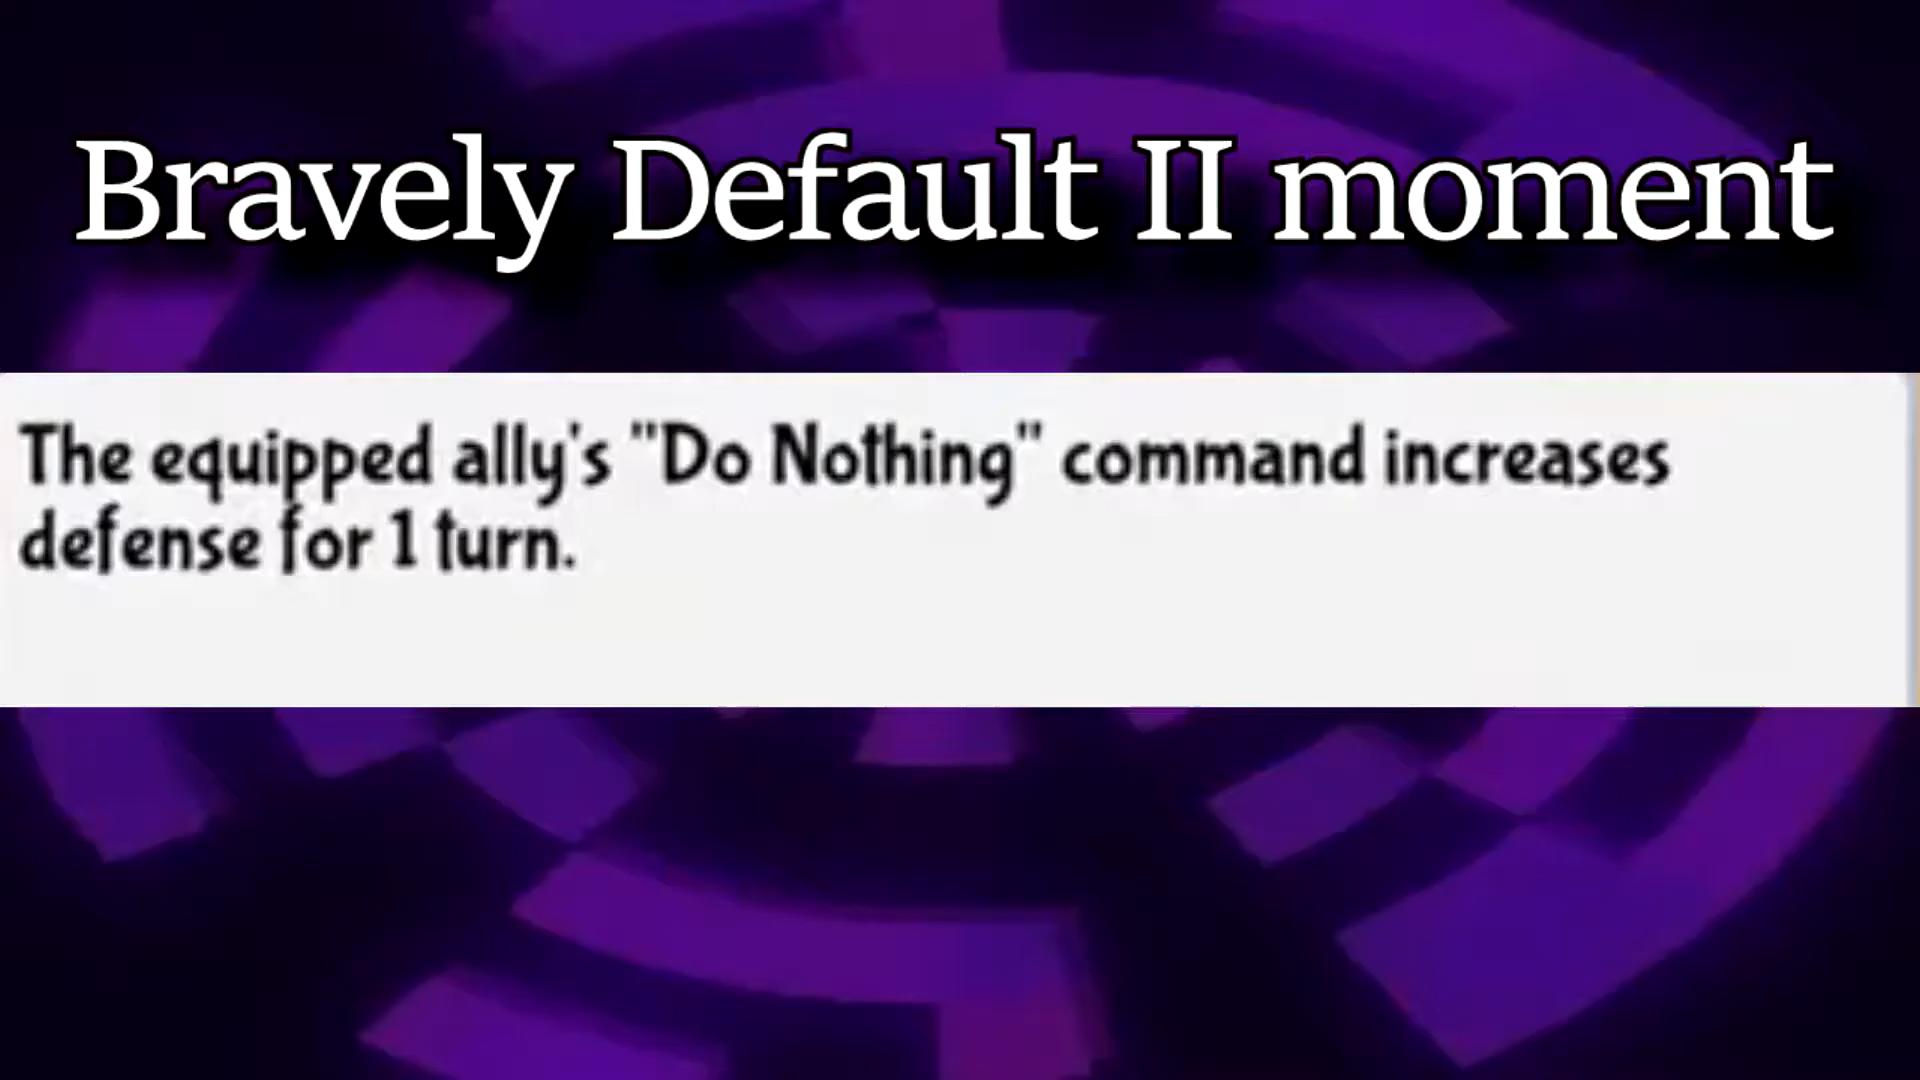 Bravely Default II moment
The equipped ally's "Do Nothing" command increases
defense for 1 turn.